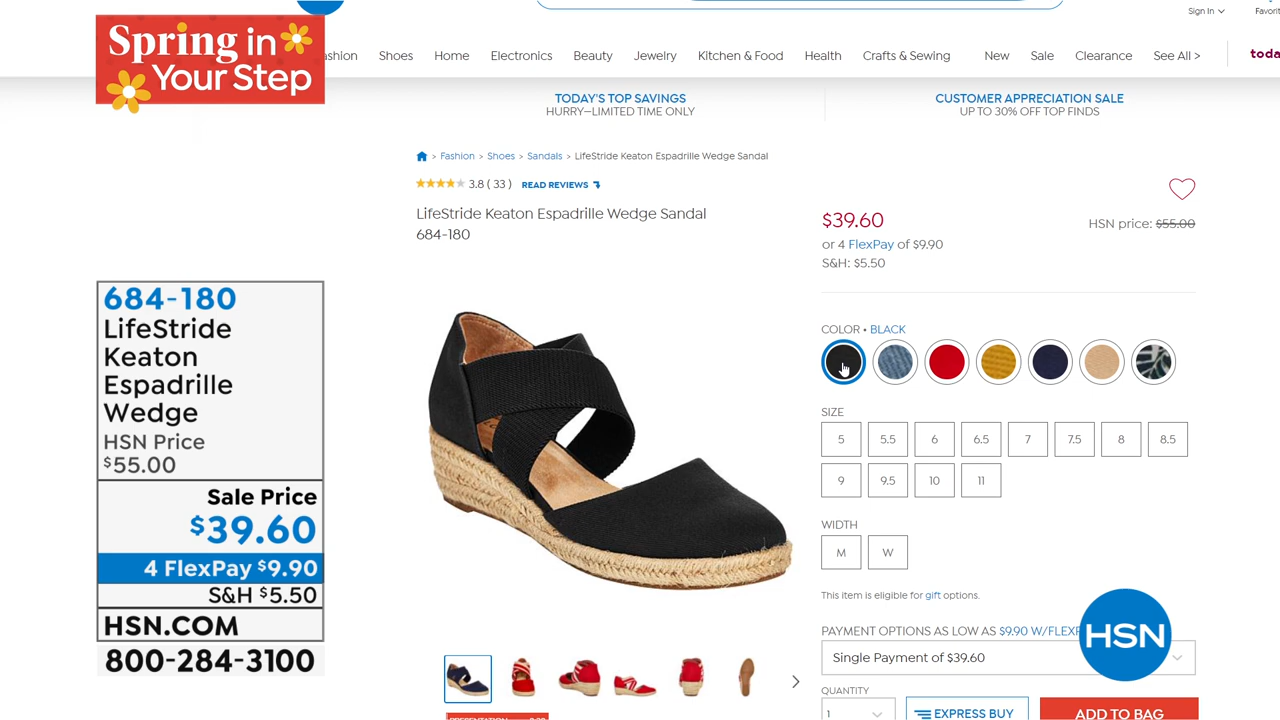 Spring in
Your Step
Sign In
Favorit
ashion Shoes Home Electronics Beauty Jewelry Kitchen & Food Health Crafts & Sewing New Sale Clearance See All >
toda
TODAY'S TOP SAVINGS
HURRY—LIMITED TIME ONLY
CUSTOMER APPRECIATION SALE
UP TO 30% OFF TOP FINDS
> Fashion > Shoes > Sandals > LifeStride Keaton Espadrille Wedge Sandal
3.8 ( 33 ) READ REVIEWS
LifeStride Keaton Espadrille Wedge Sandal
684-180
$39.60
HSN price: $55.00
or 4 FlexPay of $9.90
S&H: $5.50
684-180
LifeStride
Keaton
Espadrille
Wedge
HSN Price
$55.00
Sale Price
$39.60
4 FlexPay $9.90
S&H $5.50
HSN.COM
800-284-3100
COLOR • BLACK
SIZE
5 5.5 6 6.5 7 7.5 8 8.5
9 9.5 10 11
WIDTH
M W
This item is eligible for gift options.
PAYMENT OPTIONS AS LOW AS $9.90 W/FLEXP
Single Payment of $39.60
HSN
QUANTITY
1
EXPRESS BUY
ADD TO BAG